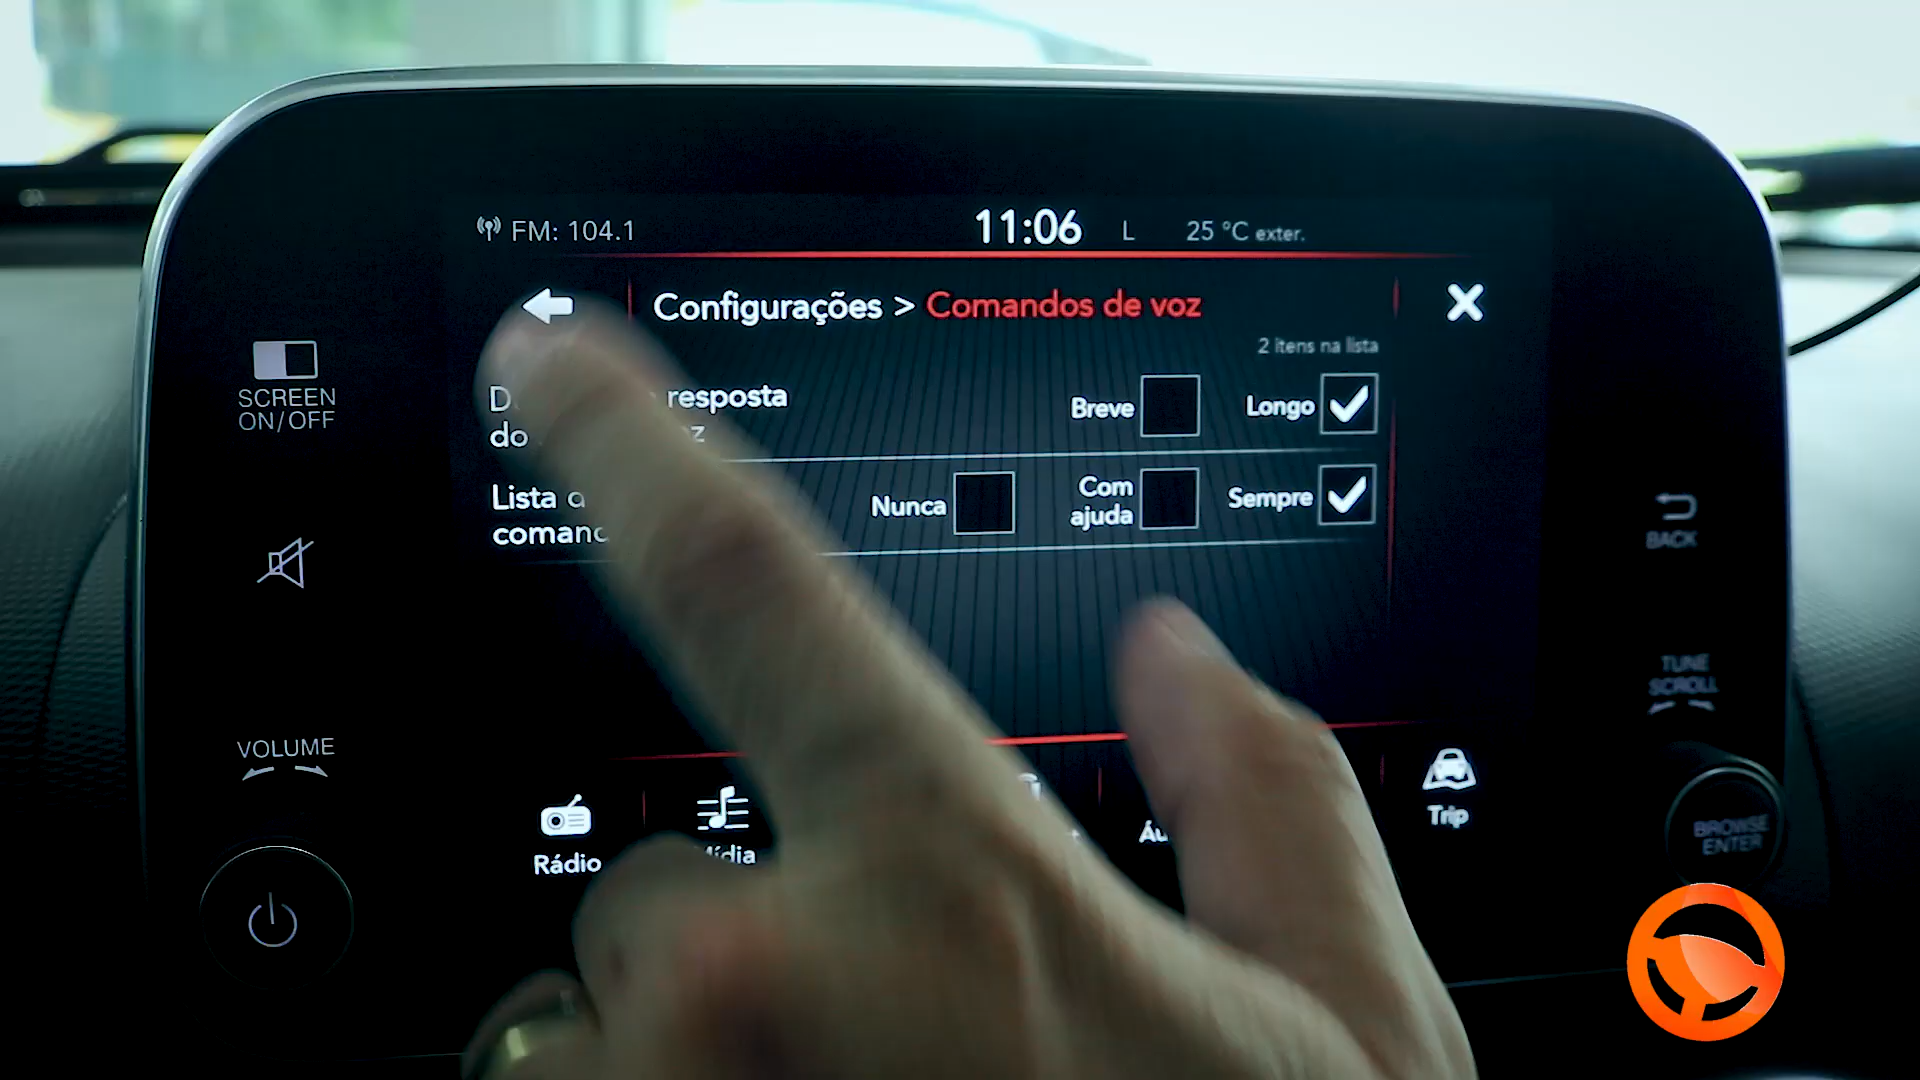 FM: 104.1 11:06 L 25 °C exter.
Configurações > Comandos de voz
2 itens na lista
SCREEN
ON/OFF
resposta
do
Breve
Longo
Lista
Nunca
Com
ajuda
Sempre
BACK
TUNE
SCROLL
VOLUME
Rádio
Trip
BROWSE
ENTER